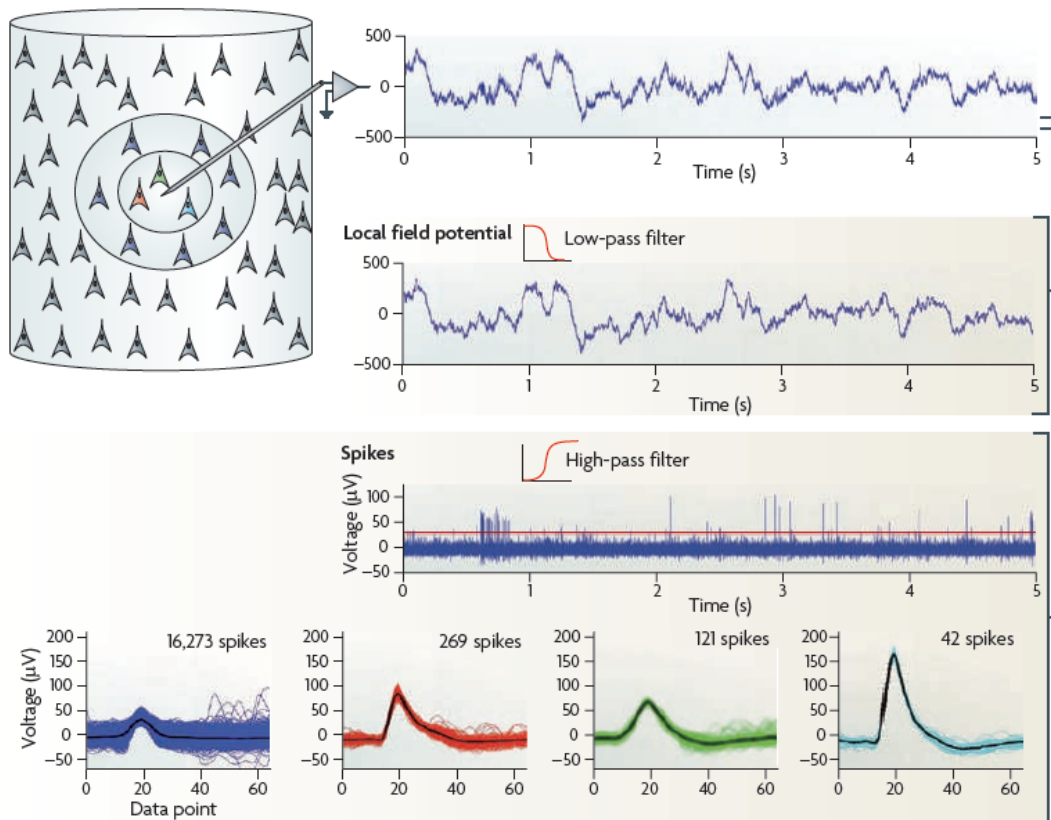 500
0
−500
0 1 2 3 4 5
Time (s)
Local field potential
Low-pass filter
500
0
−500
0 1 2 3 4 5
Time (s)
Spikes
High-pass filter
Voltage (µV)
100
50
0
−50
0 1 2 3 4 5
Time (s)
Voltage (µV)
200
150
100
50
0
−50
16,273 spikes
0 20 40 60
Data point
200
150
100
50
0
−50
269 spikes
0 20 40 60
200
150
100
50
0
−50
121 spikes
0 20 40 60
200
150
100
50
0
−50
42 spikes
0 20 40 60